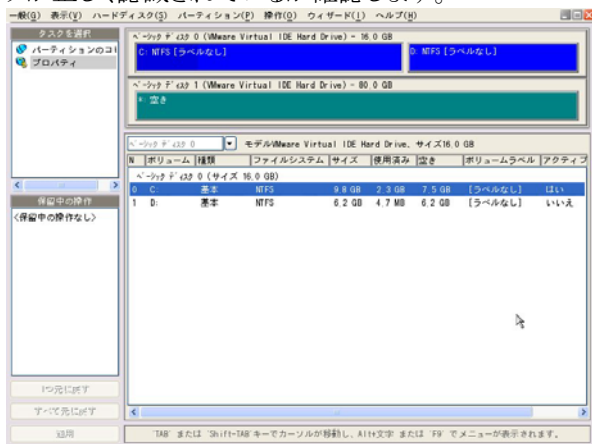 スが正しく認識されているか確認します。
一般(G) 表示(V) ハードディスク(S) パーティション(P) 操作(O) ウィザード(I) ヘルプ(H)
タスクを選択
パーティションのコ
プロパティ
ベーシック ディスク 0 (VMware Virtual IDE Hard Drive) - 16.0 GB
C: NTFS [ラベルなし]
D: NTFS [ラベルなし]
ベーシック ディスク 1 (VMware Virtual IDE Hard Drive) - 80.0 GB
*: 空き
ベーシック ディスク 0 モデル:VMware Virtual IDE Hard Drive、サイズ16.0 GB
N ボリューム 種類 ファイルシステム サイズ 使用済み 空き ボリュームラベル アクティブ
ベーシック ディスク 0 (サイズ 16.0 GB)
0 C: 基本 NTFS 9.8 GB 2.3 GB 7.5 GB [ラベルなし] はい
1 D: 基本 NTFS 6.2 GB 4.7 MB 6.2 GB [ラベルなし] いいえ
保留中の操作
<保留中の操作なし>
1つ元に戻す
すべて元に戻す
適用
'TAB' または 'Shift-TAB'キーでカーソルが移動し、Alt+文字 または 'F9' でメニューが表示されます。